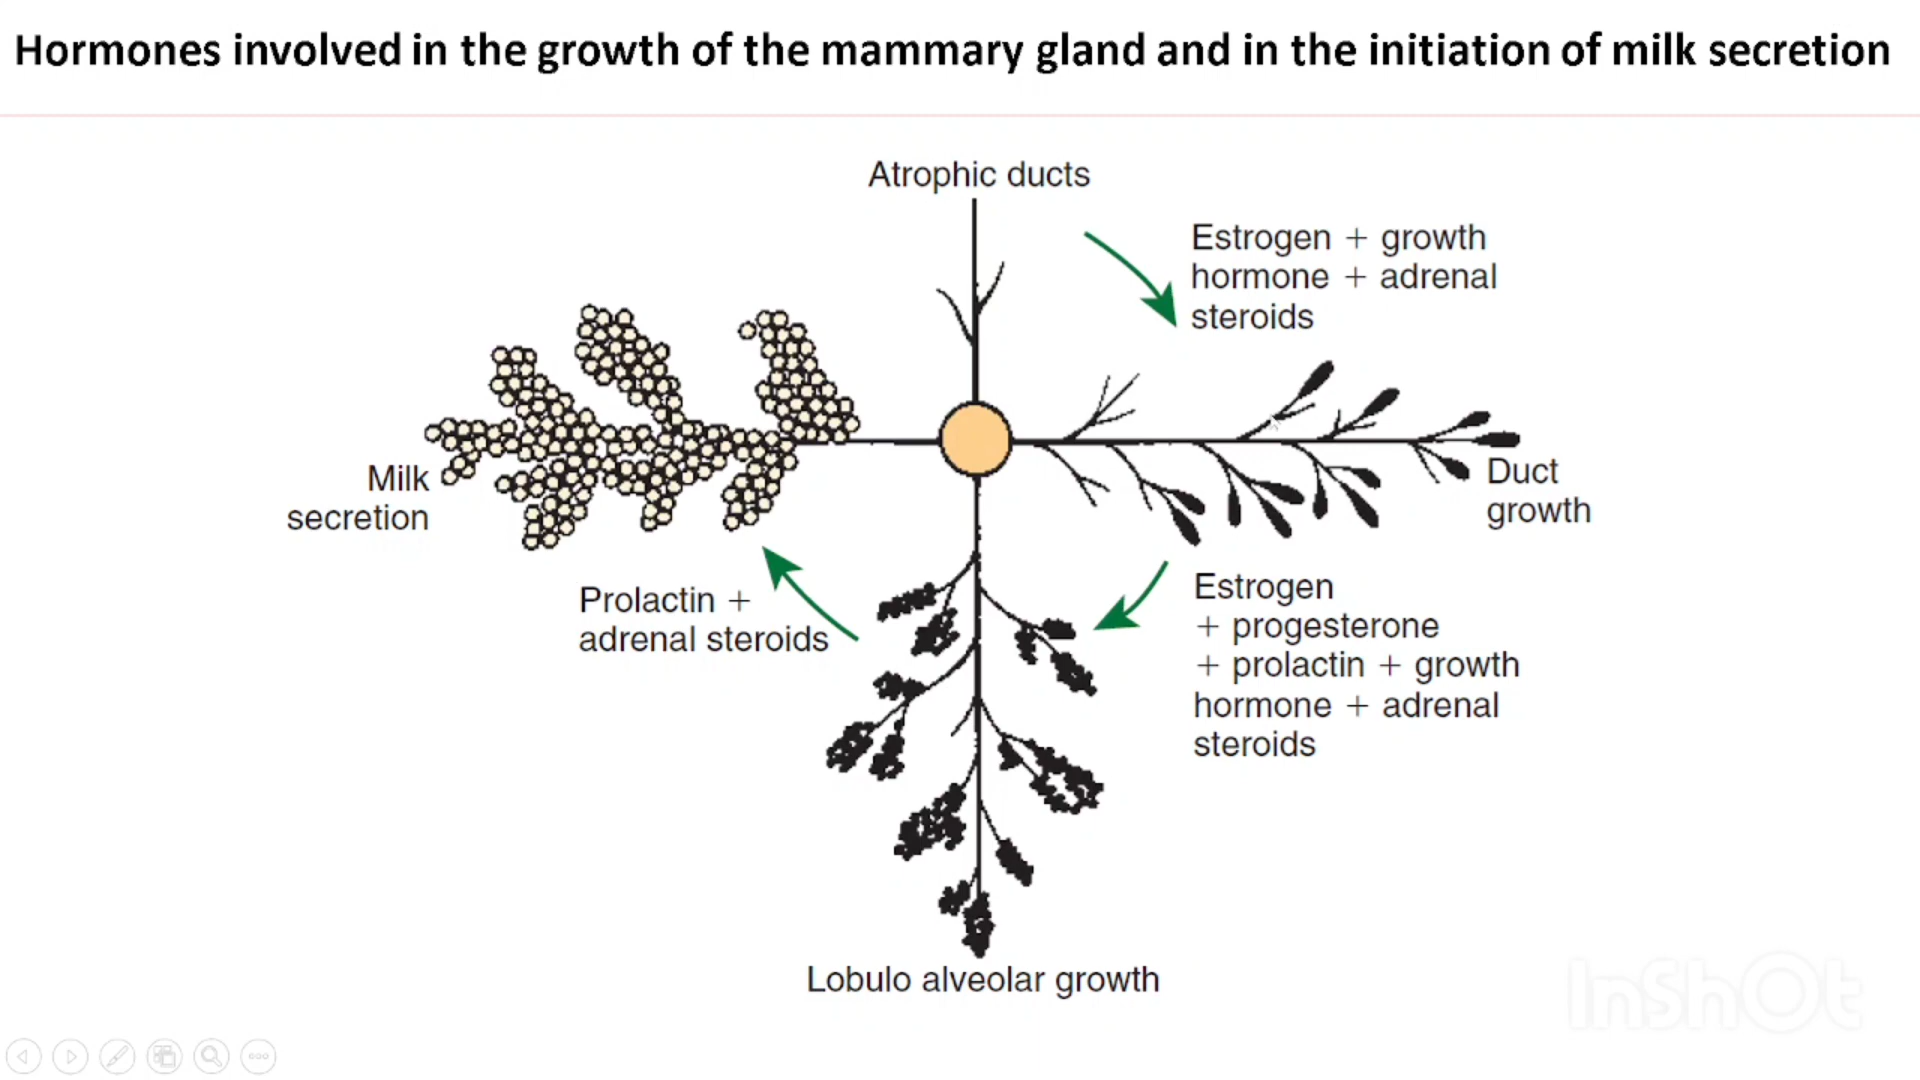 Hormones involved in the growth of the mammary gland and in the initiation of milk secretion
Atrophic ducts
Estrogen + growth
hormone + adrenal
steroids
Duct
growth
Milk
secretion
Prolactin +
adrenal steroids
Estrogen
+ progesterone
+ prolactin + growth
hormone + adrenal
steroids
Lobulo alveolar growth
InShOt